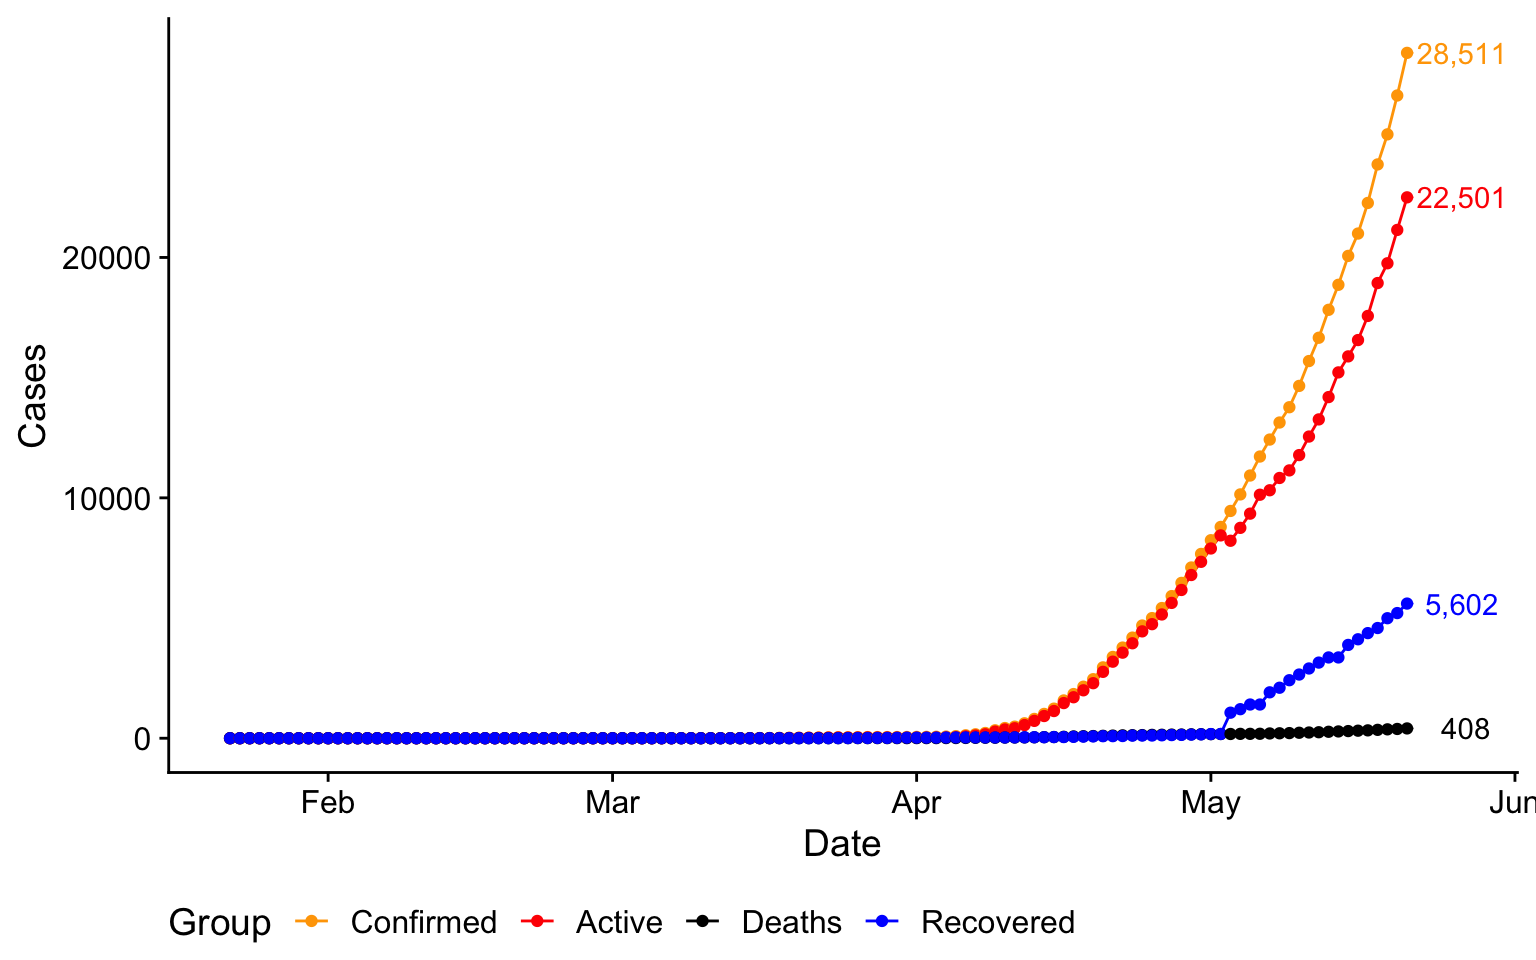 28,511
22,501
20000
Cases
10000
5,602
408
0
Feb Mar Apr May Jun
Date
Group Confirmed Active Deaths Recovered